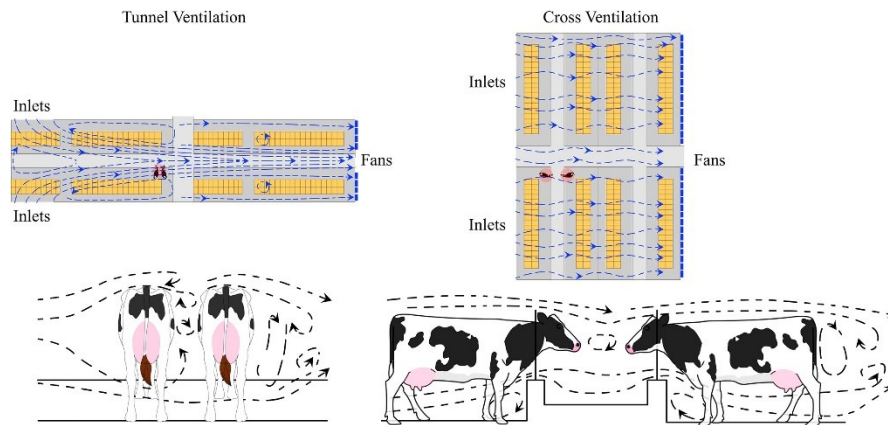 Tunnel Ventilation
Cross Ventilation
Inlets
Fans
Inlets
Inlets
Fans
Inlets